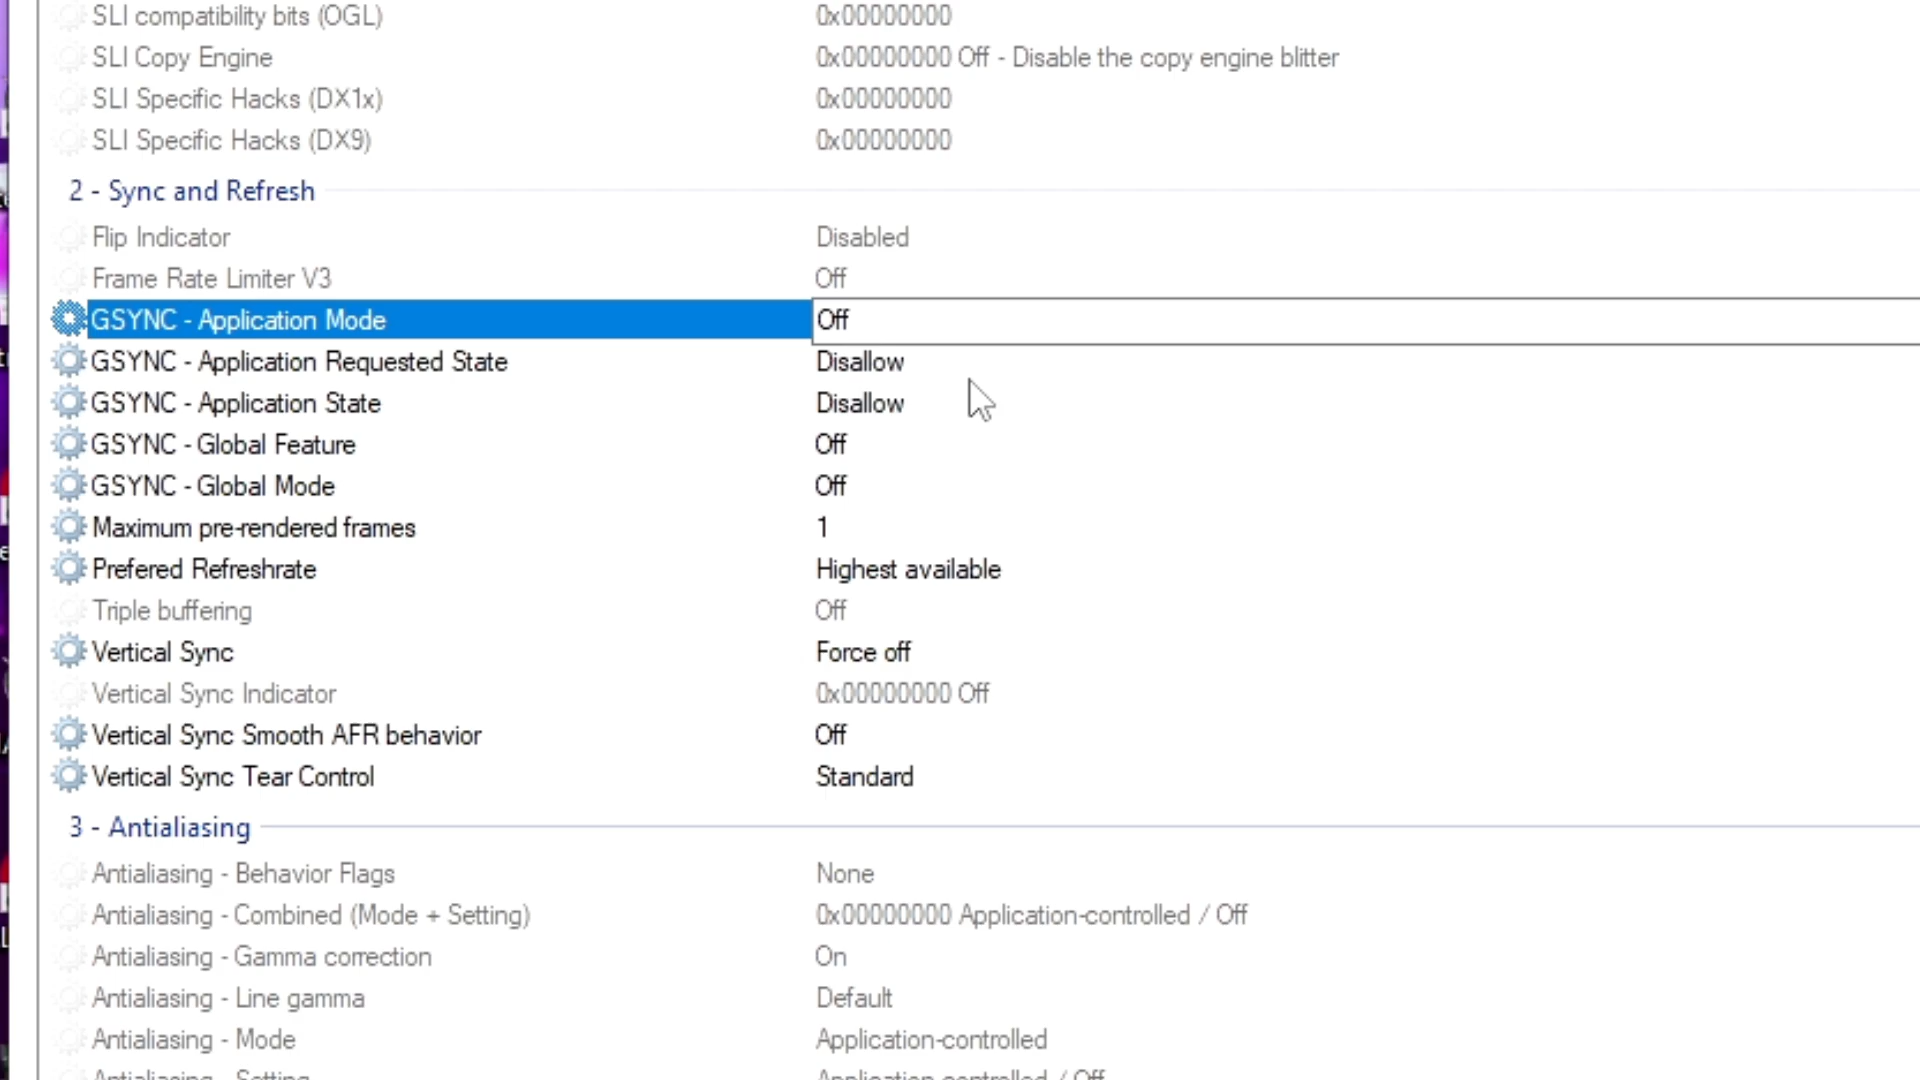 SLI compatibility bits (OGL) 0x00000000
SLI Copy Engine 0x00000000 Off - Disable the copy engine blitter
SLI Specific Hacks (DX1x) 0x00000000
SLI Specific Hacks (DX9) 0x00000000
2 - Sync and Refresh
Flip Indicator Disabled
Frame Rate Limiter V3 Off
GSYNC - Application Mode Off
GSYNC - Application Requested State Disallow
GSYNC - Application State Disallow
GSYNC - Global Feature Off
GSYNC - Global Mode Off
Maximum pre-rendered frames 1
Prefered Refreshrate Highest available
Triple buffering Off
Vertical Sync Force off
Vertical Sync Indicator 0x00000000 Off
Vertical Sync Smooth AFR behavior Off
Vertical Sync Tear Control Standard
3 - Antialiasing
Antialiasing - Behavior Flags None
Antialiasing - Combined (Mode + Setting) 0x00000000 Application-controlled / Off
Antialiasing - Gamma correction On
Antialiasing - Line gamma Default
Antialiasing - Mode Application-controlled
Antialiasing - Setting Application-controlled / Off